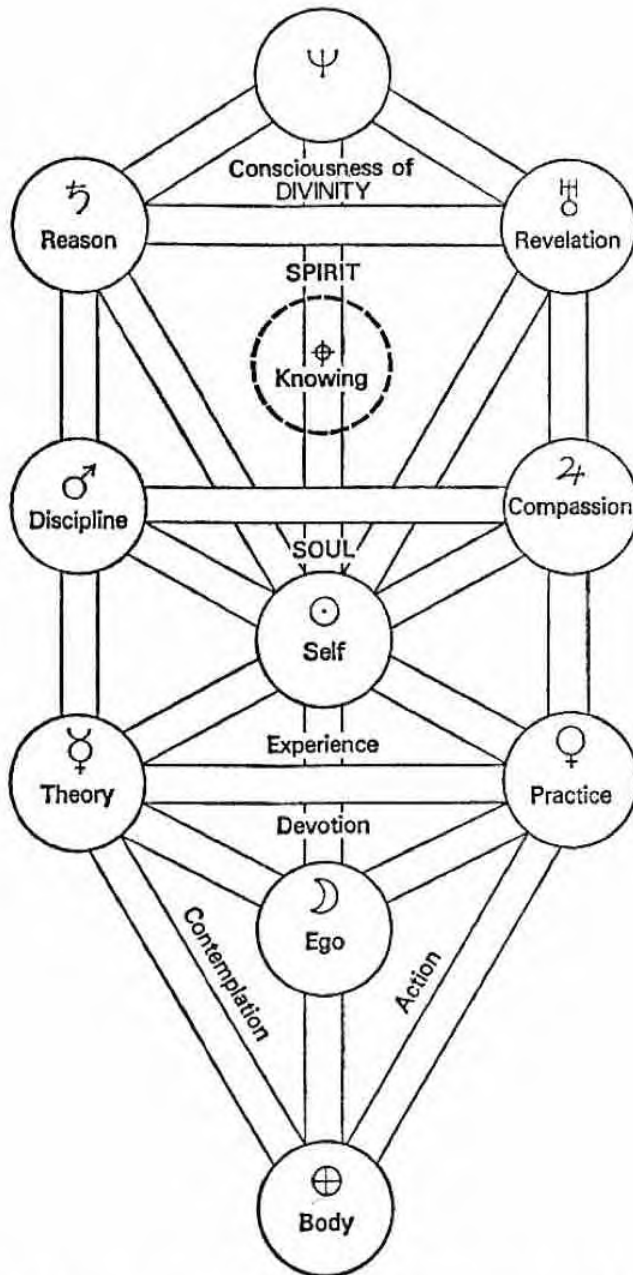 ♆
Consciousness of
DIVINITY
♄
Reason
♅
Revelation
SPIRIT
⌖
Knowing
♂
Discipline
♃
Compassion
SOUL
☉
Self
Experience
☿
Theory
♀
Practice
Devotion
☽
Ego
Contemplation
Action
⊕
Body